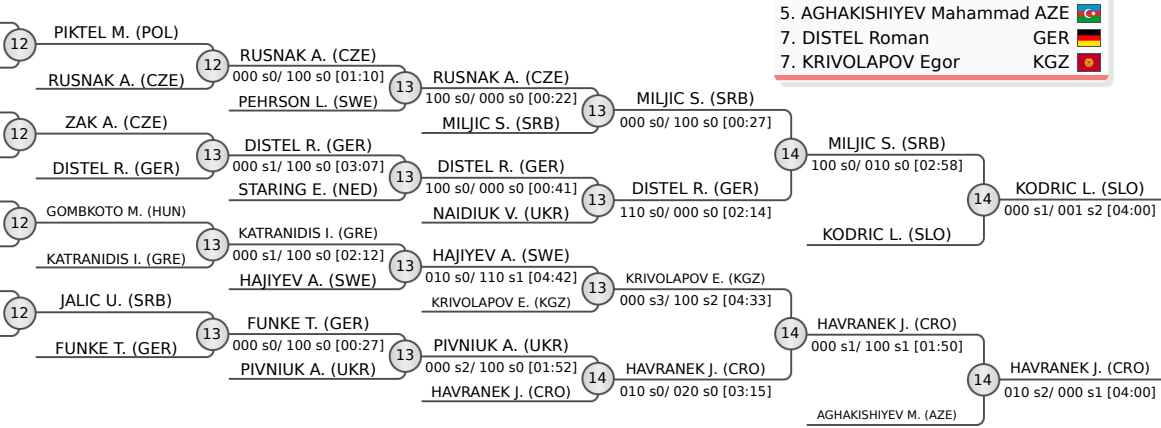 5. AGHAKISHIYEV Mahammad AZE
7. DISTEL Roman GER
7. KRIVOLAPOV Egor KGZ
12
PIKTEL M. (POL)
RUSNAK A. (CZE)
12
ZAK A. (CZE)
DISTEL R. (GER)
12
GOMBKOTO M. (HUN)
KATRANIDIS I. (GRE)
12
JALIC U. (SRB)
FUNKE T. (GER)
12
RUSNAK A. (CZE)
000 s0/ 100 s0 [01:10]
PEHRSON L. (SWE)
13
DISTEL R. (GER)
000 s1/ 100 s0 [03:07]
STARING E. (NED)
13
KATRANIDIS I. (GRE)
000 s1/ 100 s0 [02:12]
HAJIYEV A. (SWE)
13
FUNKE T. (GER)
000 s0/ 100 s0 [00:27]
PIVNIUK A. (UKR)
13
RUSNAK A. (CZE)
100 s0/ 000 s0 [00:22]
MILJIC S. (SRB)
13
DISTEL R. (GER)
100 s0/ 000 s0 [00:41]
NAIDIUK V. (UKR)
13
HAJIYEV A. (SWE)
010 s0/ 110 s1 [04:42]
KRIVOLAPOV E. (KGZ)
13
PIVNIUK A. (UKR)
000 s2/ 100 s0 [01:52]
HAVRANEK J. (CRO)
13
MILJIC S. (SRB)
000 s0/ 100 s0 [00:27]
13
DISTEL R. (GER)
110 s0/ 000 s0 [02:14]
13
KRIVOLAPOV E. (KGZ)
000 s3/ 100 s2 [04:33]
14
HAVRANEK J. (CRO)
010 s0/ 020 s0 [03:15]
14
MILJIC S. (SRB)
100 s0/ 010 s0 [02:58]
KODRIC L. (SLO)
14
HAVRANEK J. (CRO)
000 s1/ 100 s1 [01:50]
AGHAKISHIYEV M. (AZE)
14
KODRIC L. (SLO)
000 s1/ 001 s2 [04:00]
14
HAVRANEK J. (CRO)
010 s2/ 000 s1 [04:00]